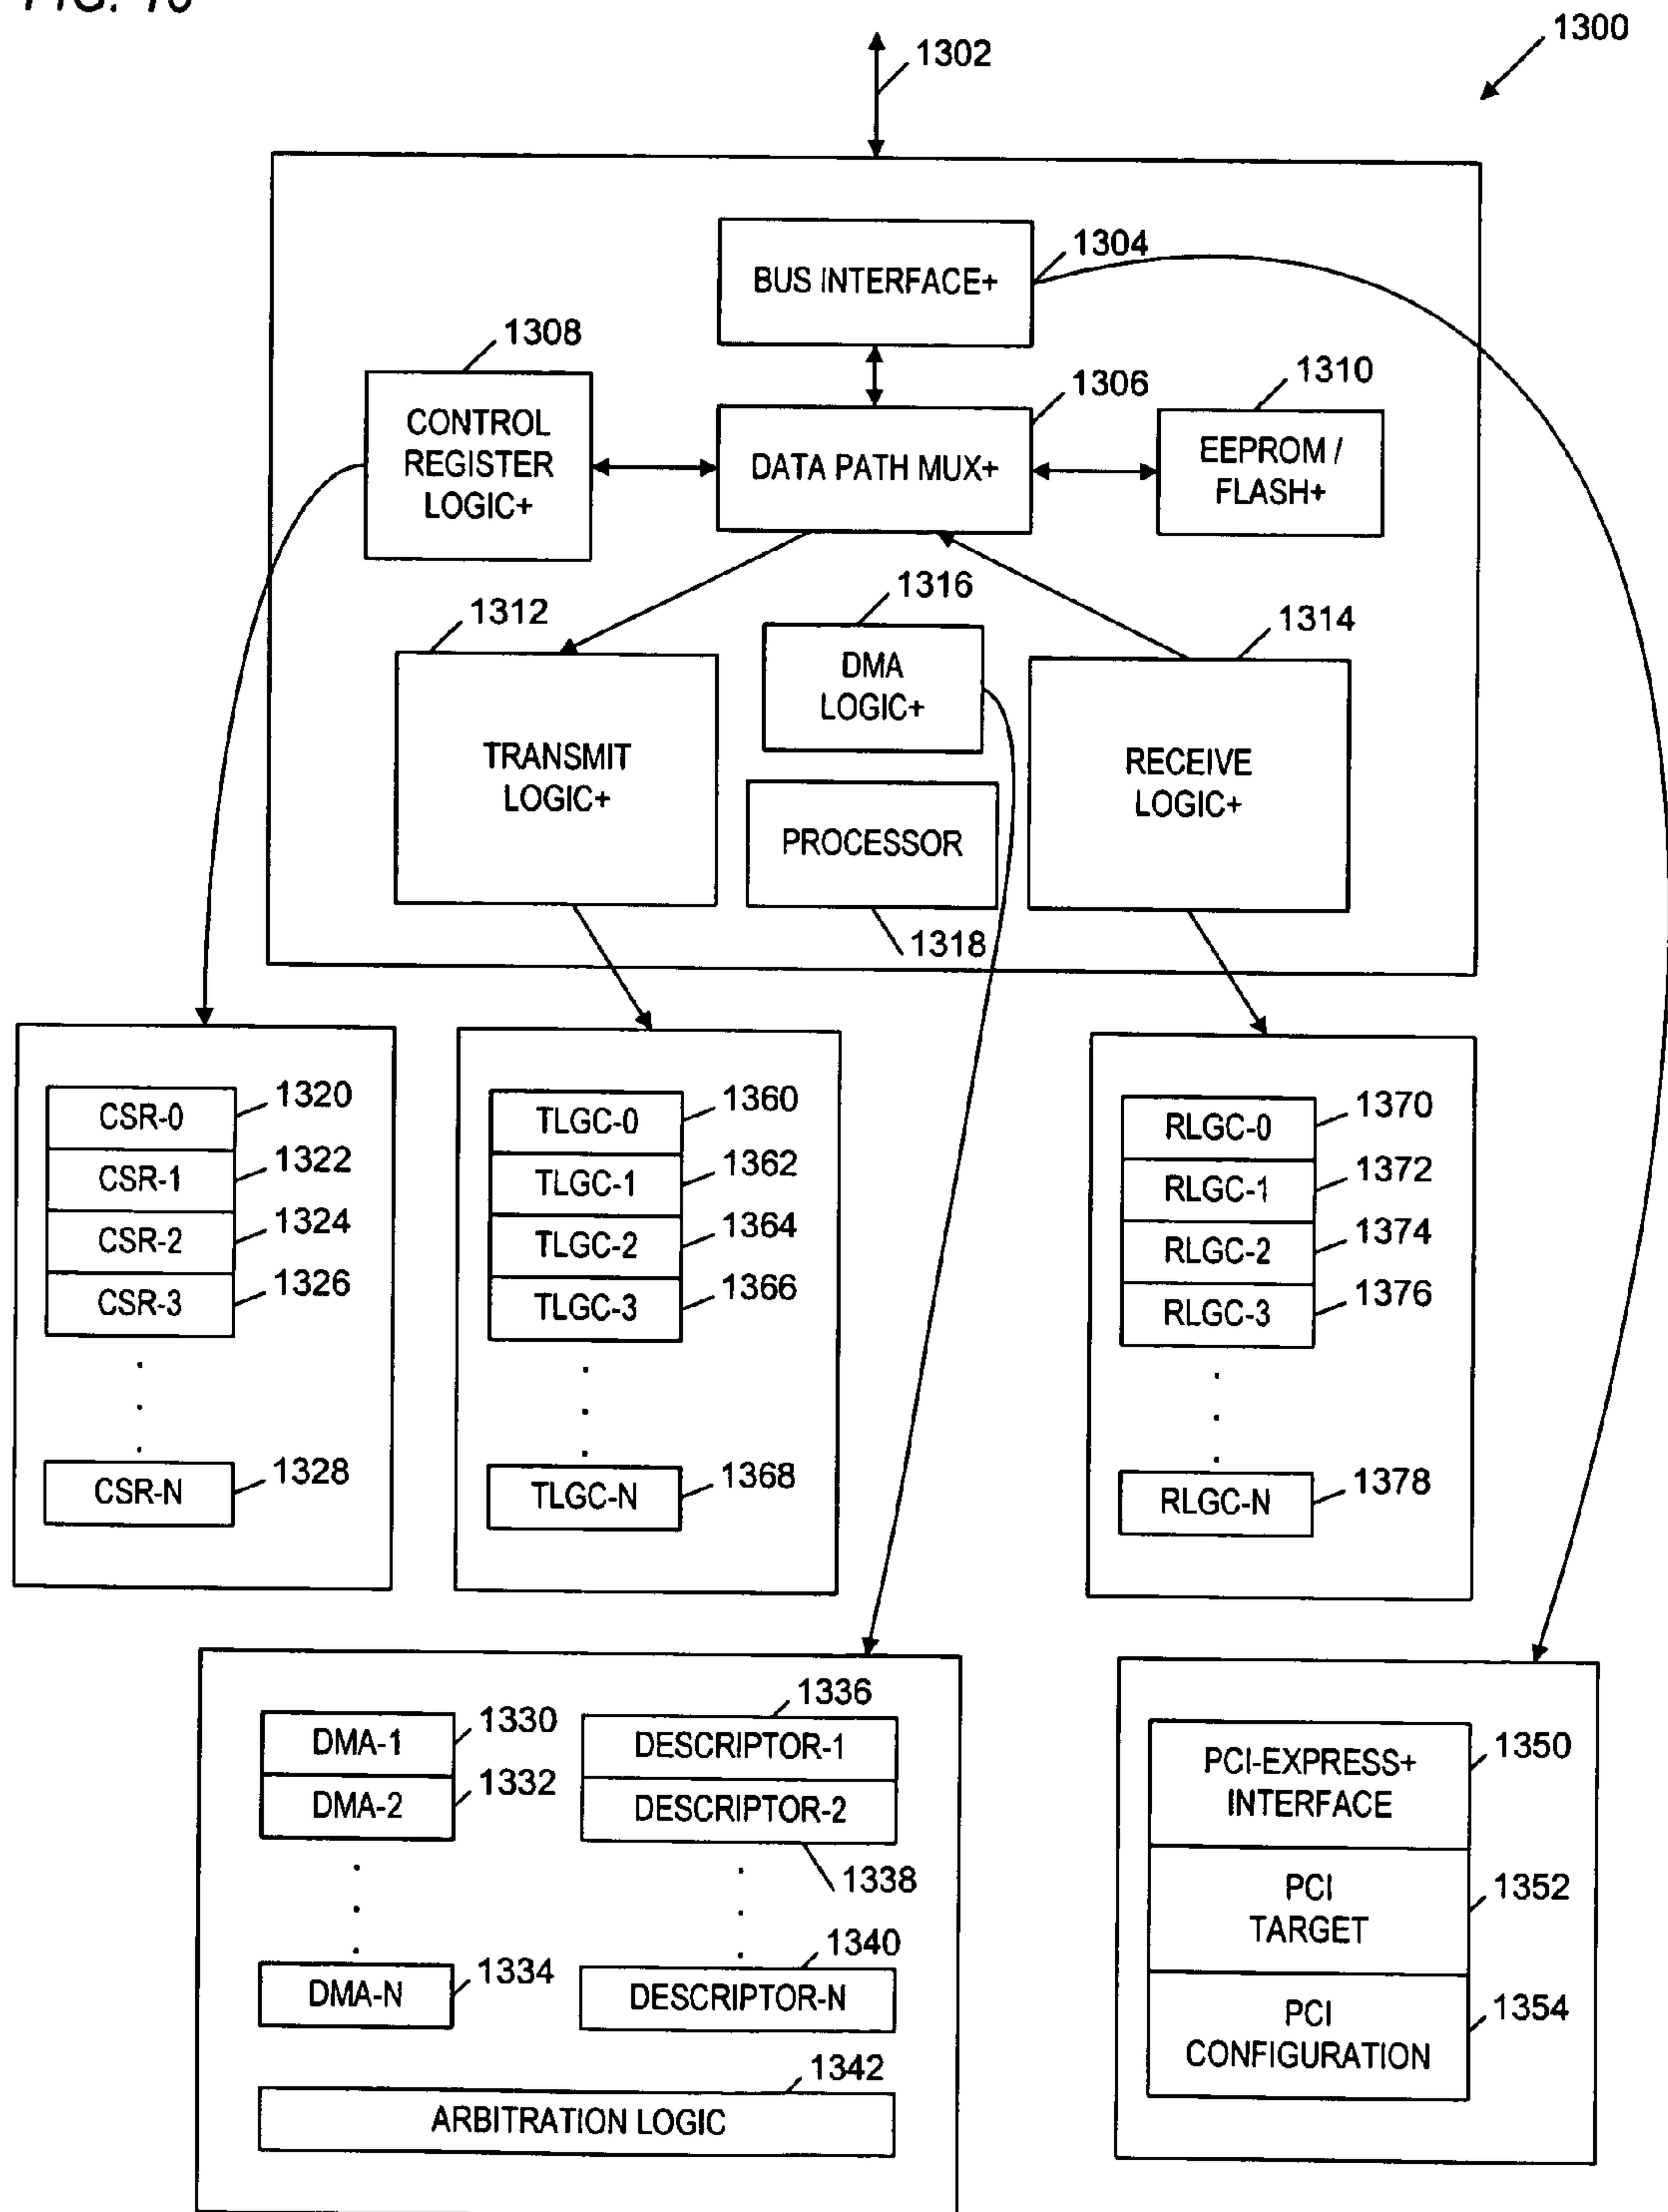 1300
1302
BUS INTERFACE+
1304
1308
CONTROL
REGISTER
LOGIC+
DATA PATH MUX+
1306
1310
EEPROM /
FLASH+
1312
TRANSMIT
LOGIC+
1316
DMA
LOGIC+
PROCESSOR
1318
1314
RECEIVE
LOGIC+
CSR-0 1320
CSR-1 1322
CSR-2 1324
CSR-3 1326
CSR-N 1328
TLGC-0 1360
TLGC-1 1362
TLGC-2 1364
TLGC-3 1366
TLGC-N 1368
RLGC-0 1370
RLGC-1 1372
RLGC-2 1374
RLGC-3 1376
RLGC-N 1378
DMA-1 1330
DMA-2 1332
DMA-N 1334
1336
DESCRIPTOR-1
DESCRIPTOR-2
1338
1340
DESCRIPTOR-N
1342
ARBITRATION LOGIC
PCI-EXPRESS+
INTERFACE
1350
PCI
TARGET
1352
PCI
CONFIGURATION
1354